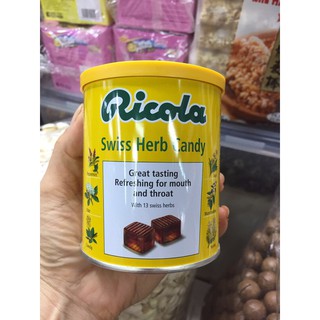 Ricola
Swiss Herb Candy
Great tasting
Refreshing for mouth
and throat
With 13 swiss herbs